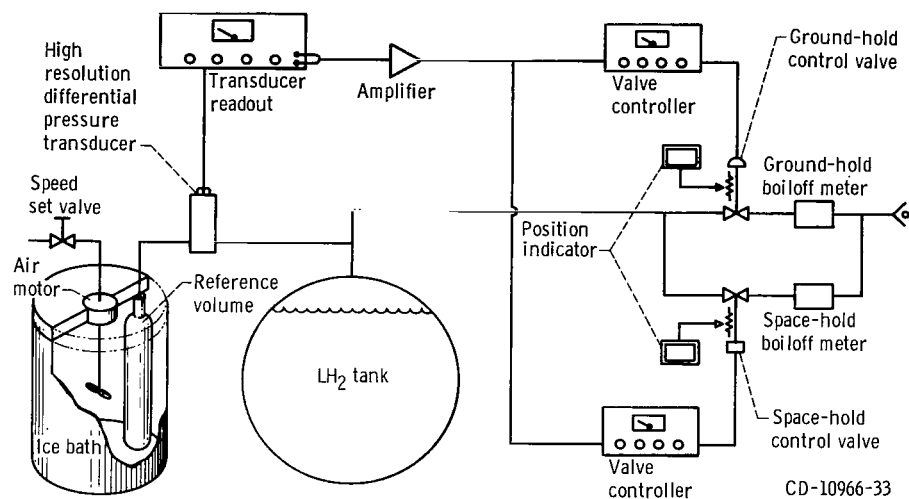 High
resolution
differential
pressure
transducer
Transducer
readout
Amplifier
Valve
controller
Ground-hold
control valve
Ground-hold
boiloff meter
Speed
set valve
Air
motor
Reference
volume
Position
indicator
LH2 tank
Ice bath
Space-hold
boiloff meter
Space-hold
control valve
Valve
controller
CD-10966-33